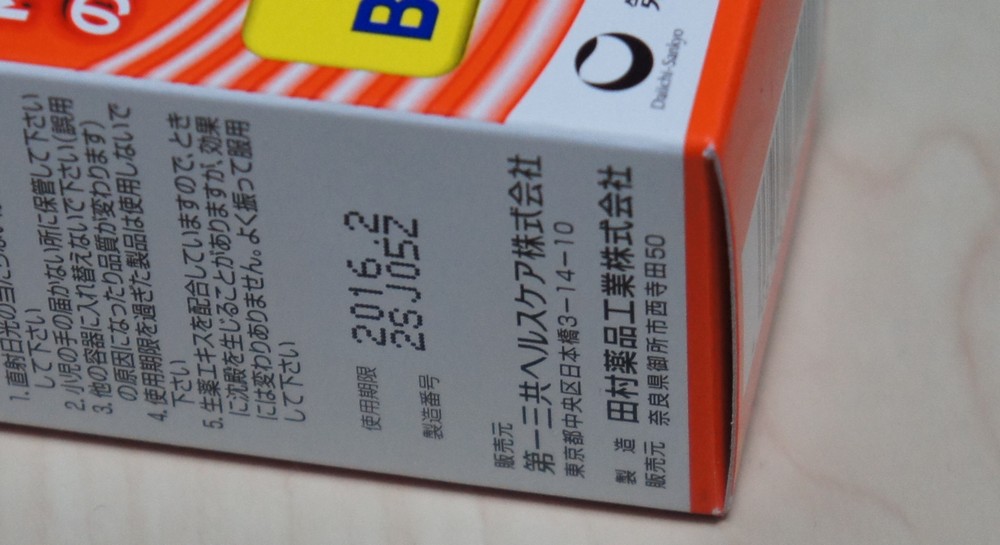 B
Daiichi-Sankyo
1. 直射日光の当たらない
して下さい
2. 小児の手の届かない所に保管して下さい
3. 他の容器に入れ替えないで下さい(誤用
の原因になったり品質が変わります)
4. 使用期限を過ぎた製品は使用しないで
下さい
5. 生薬エキスを配合していますので、とき
に沈殿を生じることがありますが、効果
には変わりありません。よく振って服用
して下さい
使用期限 2016.2
製造番号 2SJ052
販売元
第一三共ヘルスケア株式会社
東京都中央区日本橋3-14-10
製 造
販売元 田村薬品工業株式会社
奈良県御所市西寺田50